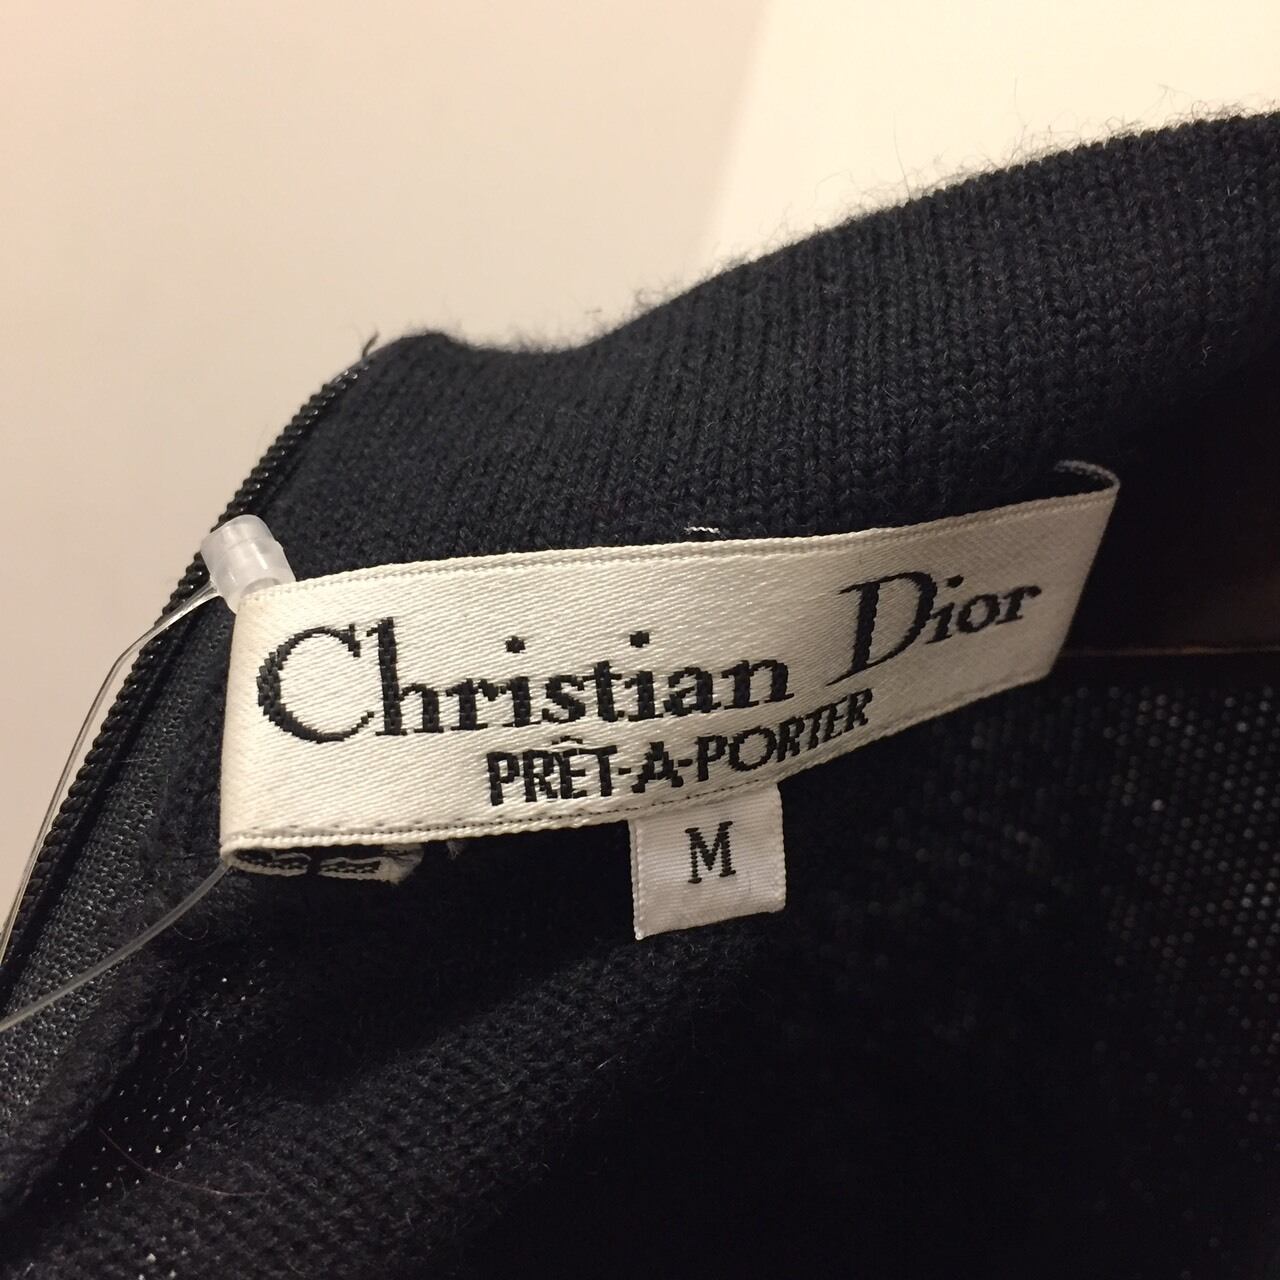 Christian Dior
PRÊT-À-PORTER
M